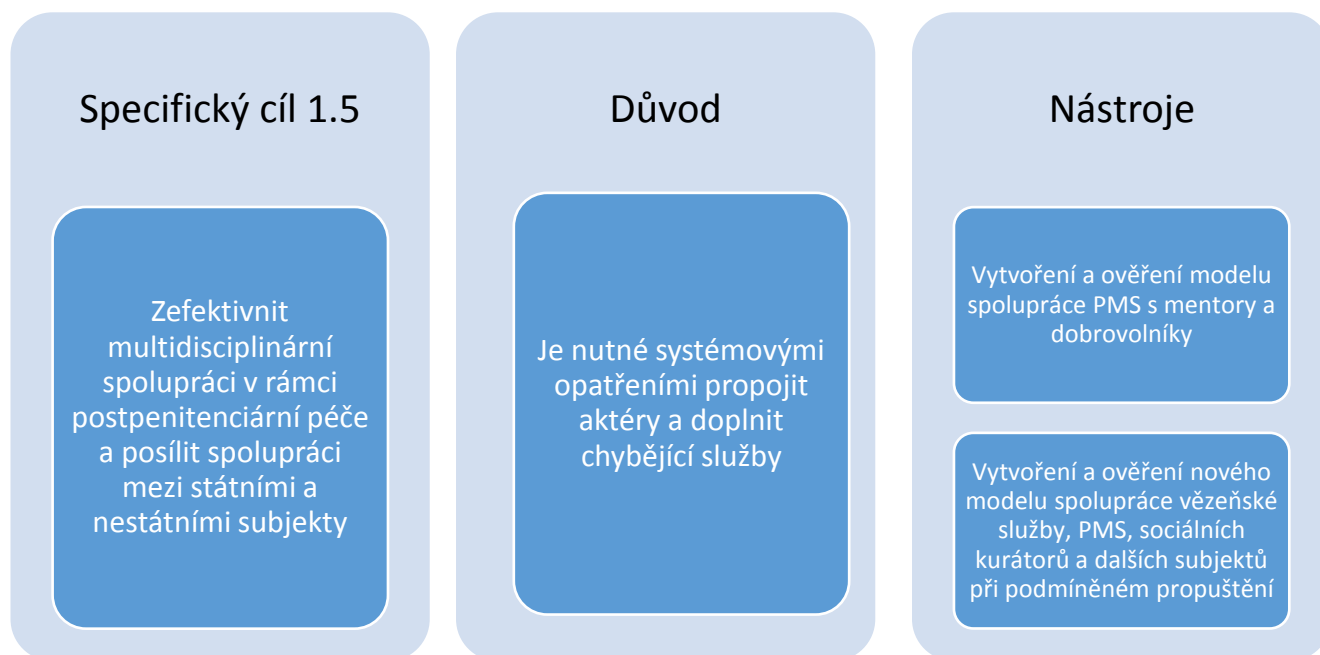 Specifický cíl 1.5
Zefektivnit
multidisciplinární
spolupráci v rámci
postpenitenciární péče
a posílit spolupráci
mezi státními a
nestátními subjekty
Důvod
Je nutné systémovými
opatřeními propojit
aktéry a doplnit
chybějící služby
Nástroje
Vytvoření a ověření modelu
spolupráce PMS s mentory a
dobrovolníky
Vytvoření a ověření nového
modelu spolupráce vězeňské
služby, PMS, sociálních
kurátorů a dalších subjektů
při podmíněném propuštění